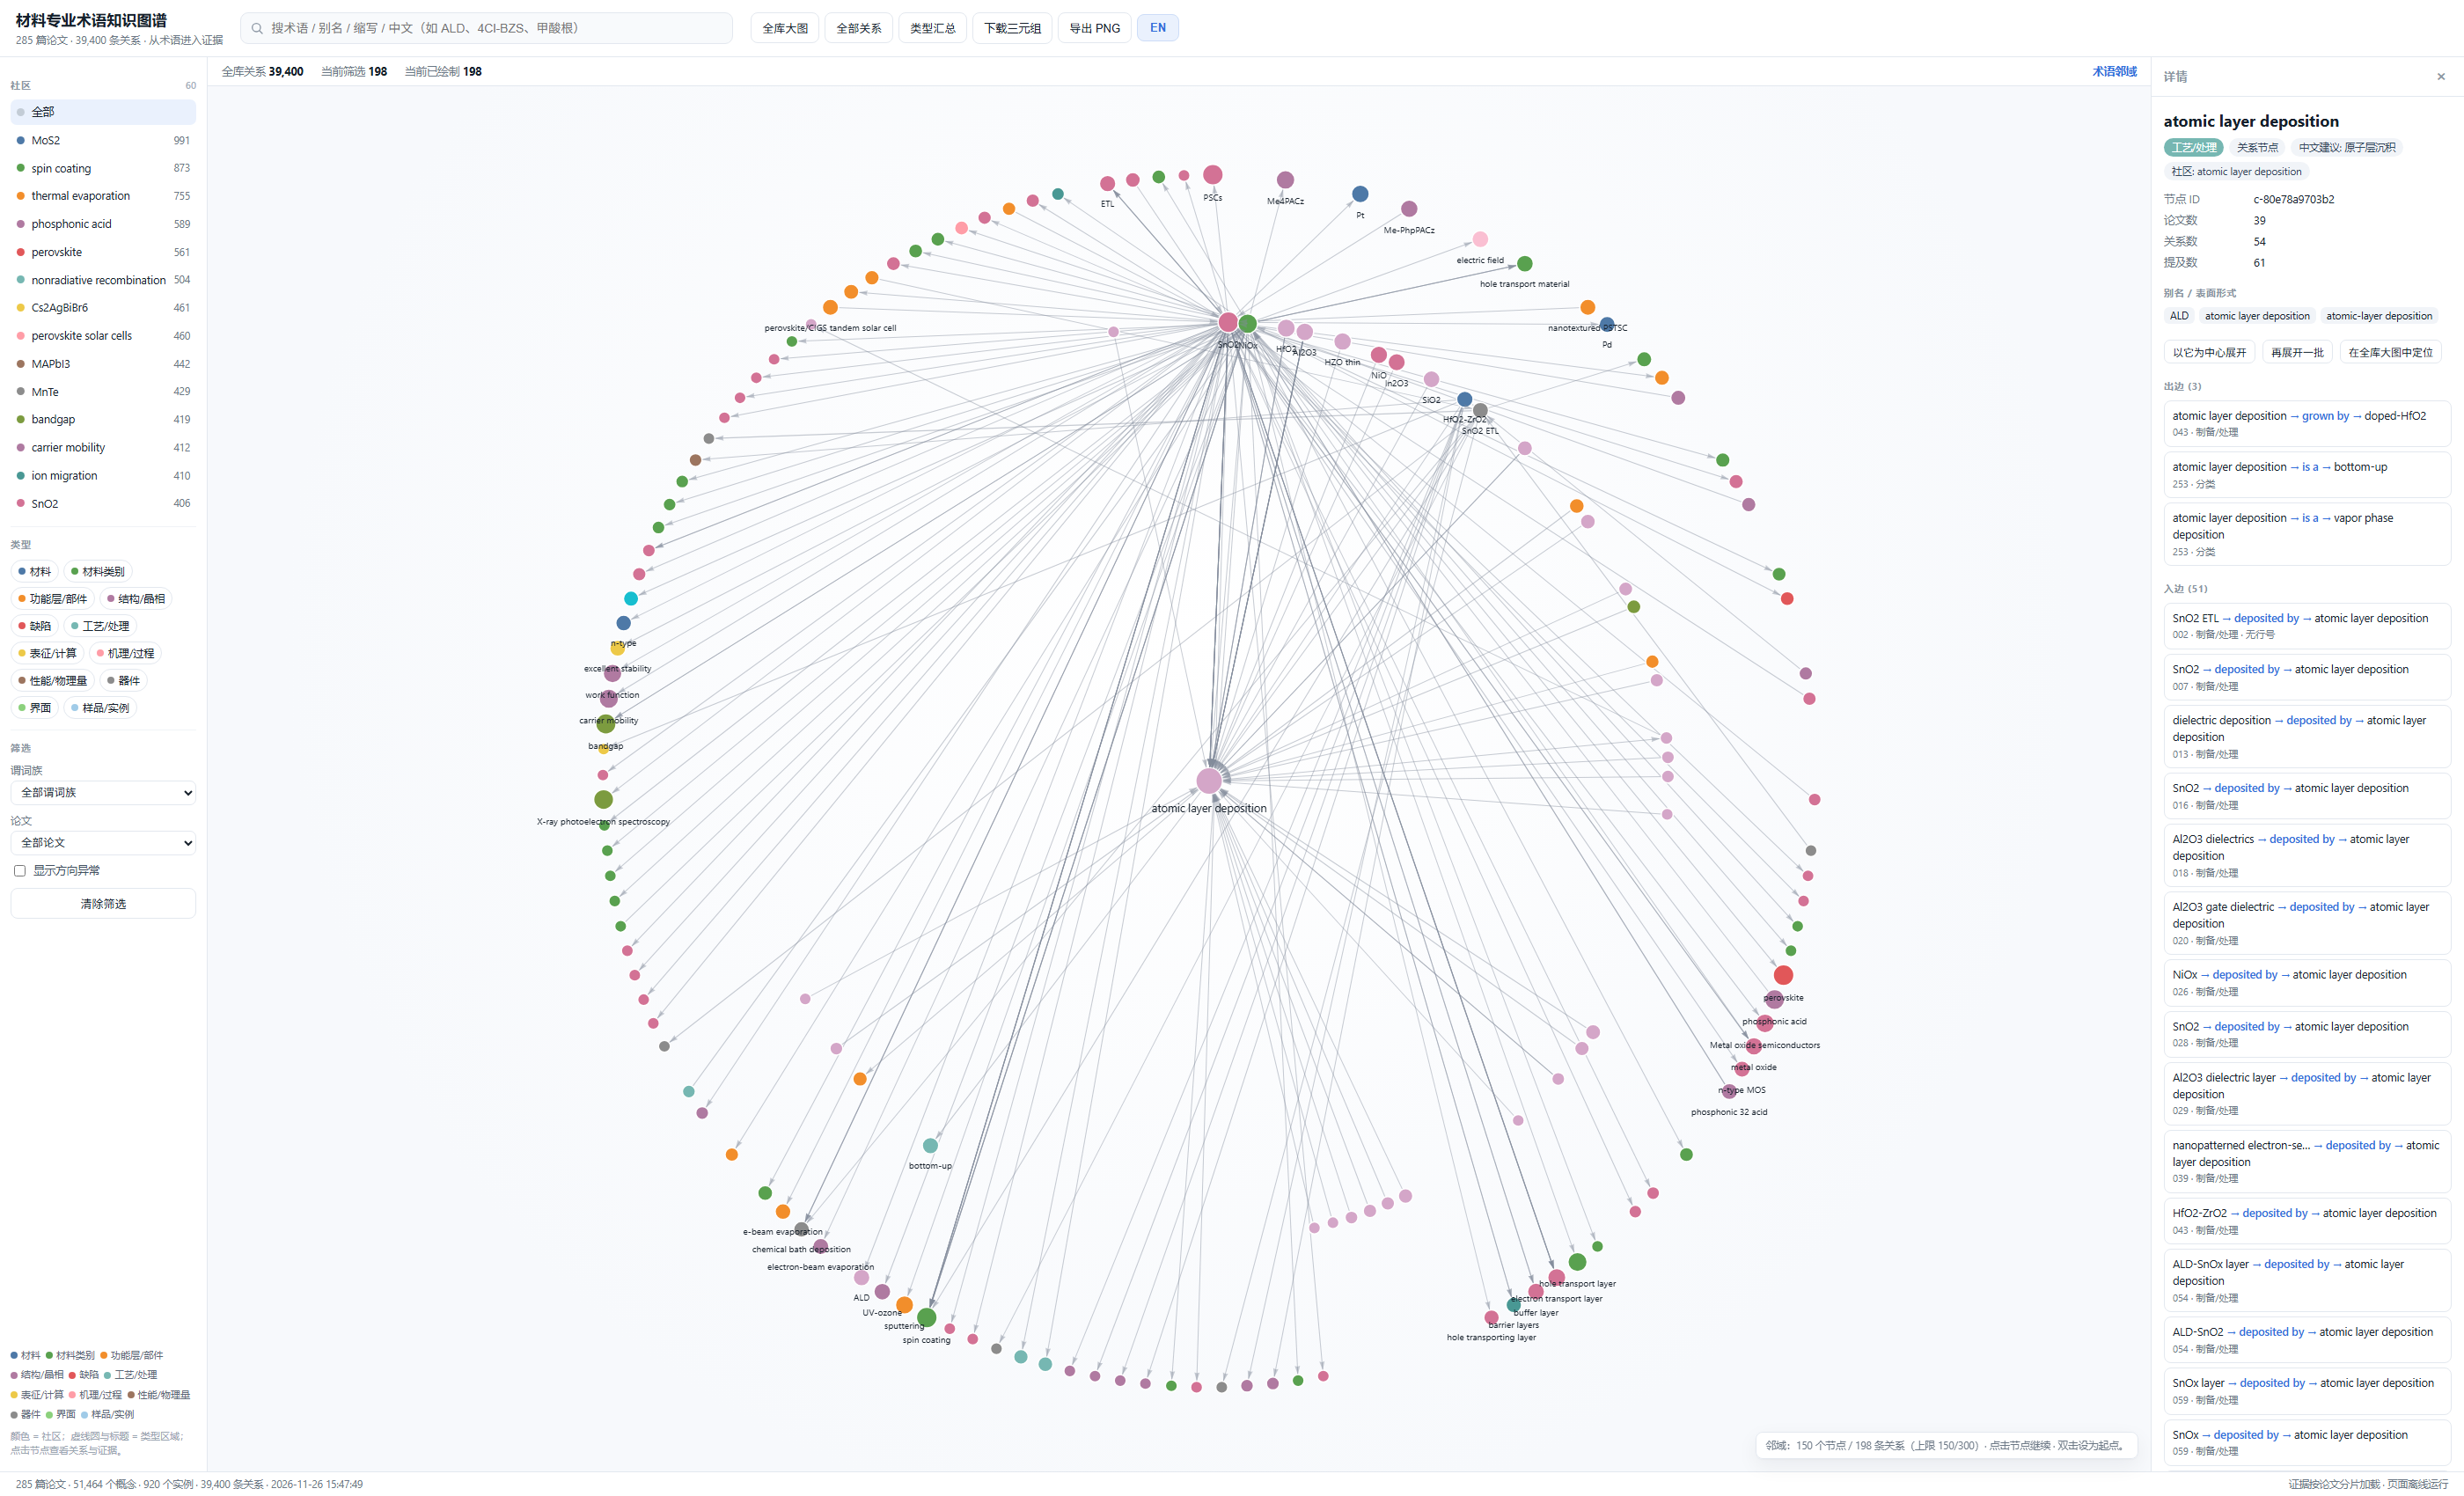 材料专业术语知识图谱
285 篇论文 · 39,400 条关系 · 从术语进入证据
搜术语 / 别名 / 缩写 / 中文（如 ALD、4Cl-BZS、甲酸根）
全库大图
全部关系
类型汇总
下载三元组
导出 PNG
EN
社区 60
全部
MoS2 991
spin coating 873
thermal evaporation 755
phosphonic acid 589
perovskite 561
nonradiative recombination 504
Cs2AgBiBr6 461
perovskite solar cells 460
MAPbI3 442
MnTe 429
bandgap 419
carrier mobility 412
ion migration 410
SnO2 406
类型
材料 材料类别
功能层/部件 结构/晶相
缺陷 工艺/处理
表征/计算 机理/过程
性能/物理量 器件
界面 样品/实例
筛选
谓词族
全部谓词族
论文
全部论文
显示方向异常
清除筛选
材料 材料类别 功能层/部件
结构/晶相 缺陷 工艺/处理
表征/计算 机理/过程 性能/物理量
器件 界面 样品/实例
颜色 = 社区；虚线圆与标题 = 类型区域；
点击节点查看关系与证据。
全库关系 39,400 当前筛选 198 当前已绘制 198
术语邻域
ETL
PSCs
Me4PACz
Pt
Me-PhpPACz
electric field
hole transport material
perovskite/CIGS tandem solar cell
nanotextured PSTSC
Pd
SnO2
NiOx
HfO2
Al2O3
HZO thin
NiO
In2O3
SiO2
HfO2-ZrO2
SnO2 ETL
n-type
excellent stability
work function
carrier mobility
bandgap
X-ray photoelectron spectroscopy
atomic layer deposition
perovskite
phosphonic acid
Metal oxide semiconductors
metal oxide
n-type MOS
phosphonic 32 acid
bottom-up
e-beam evaporation
chemical bath deposition
electron-beam evaporation
ALD
UV-ozone
sputtering
spin coating
hole transport layer
electron transport layer
buffer layer
barrier layers
hole transporting layer
邻域：150 个节点 / 198 条关系（上限 150/300）· 点击节点继续 · 双击设为起点。
详情 ×
atomic layer deposition
工艺/处理 关系节点 中文建议: 原子层沉积
社区: atomic layer deposition
节点 ID c-80e78a9703b2
论文数 39
关系数 54
提及数 61
别名 / 表面形式
ALD atomic layer deposition atomic-layer deposition
以它为中心展开 再展开一批 在全库大图中定位
出边 (3)
atomic layer deposition → grown by → doped-HfO2
043 · 制备/处理
atomic layer deposition → is a → bottom-up
253 · 分类
atomic layer deposition → is a → vapor phase
deposition
253 · 分类
入边 (51)
SnO2 ETL → deposited by → atomic layer deposition
002 · 制备/处理 · 无行号
SnO2 → deposited by → atomic layer deposition
007 · 制备/处理
dielectric deposition → deposited by → atomic layer
deposition
013 · 制备/处理
SnO2 → deposited by → atomic layer deposition
016 · 制备/处理
Al2O3 dielectrics → deposited by → atomic layer
deposition
018 · 制备/处理
Al2O3 gate dielectric → deposited by → atomic layer
deposition
020 · 制备/处理
NiOx → deposited by → atomic layer deposition
026 · 制备/处理
SnO2 → deposited by → atomic layer deposition
028 · 制备/处理
Al2O3 dielectric layer → deposited by → atomic layer
deposition
029 · 制备/处理
nanopatterned electron-se... → deposited by → atomic
layer deposition
039 · 制备/处理
HfO2-ZrO2 → deposited by → atomic layer deposition
043 · 制备/处理
ALD-SnOx layer → deposited by → atomic layer
deposition
054 · 制备/处理
ALD-SnO2 → deposited by → atomic layer deposition
054 · 制备/处理
SnOx layer → deposited by → atomic layer deposition
059 · 制备/处理
SnOx → deposited by → atomic layer deposition
059 · 制备/处理
285 篇论文 · 51,464 个概念 · 920 个实例 · 39,400 条关系 · 2026-11-26 15:47:49
证据按论文分片加载 · 页面离线运行